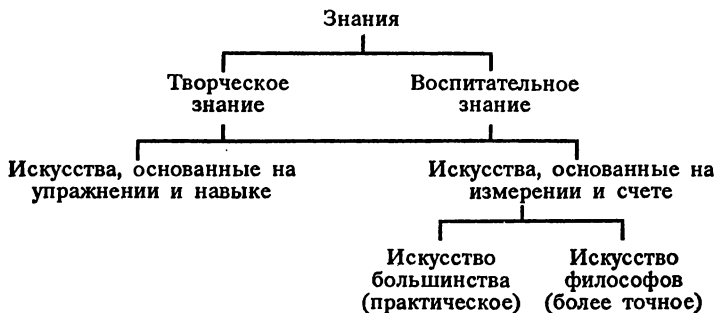 Знания
Творческое
знание
Воспитательное
знание
Искусства, основанные на
упражнении и навыке
Искусства, основанные на
измерении и счете
Искусство
большинства
(практическое)
Искусство
философов
(более точное)